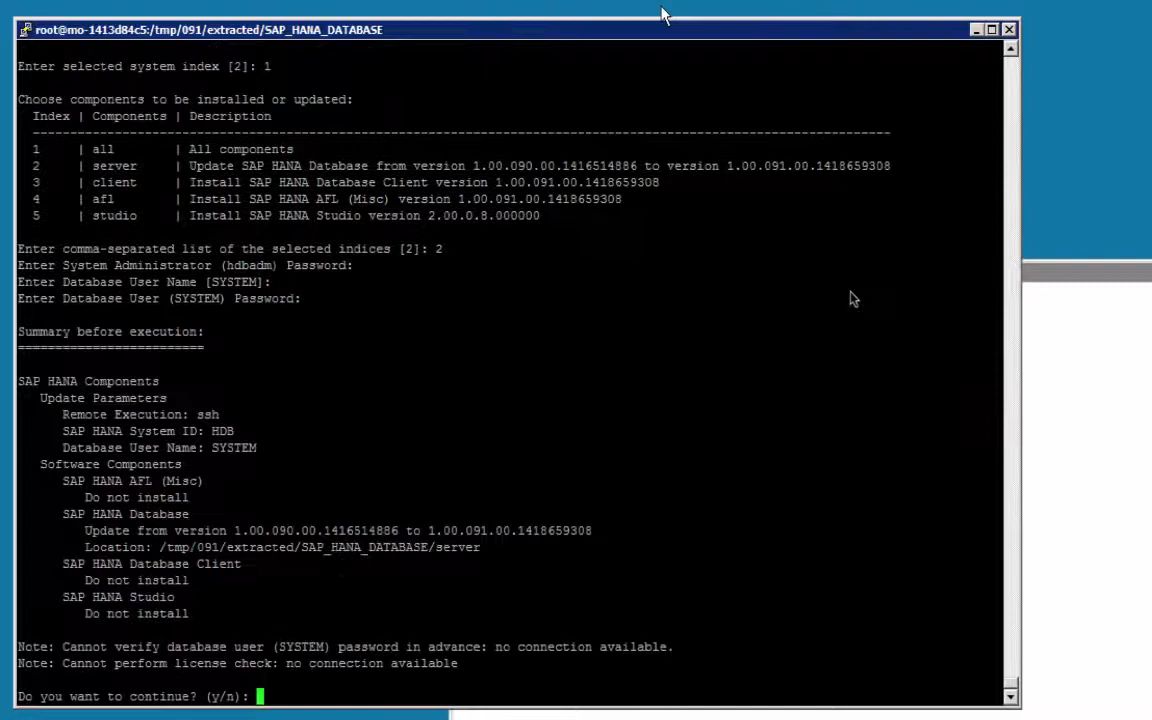 root@mo-1413d84c5:/tmp/091/extracted/SAP_HANA_DATABASE
Enter selected system index [2]: 1
Choose components to be installed or updated:
Index | Components | Description
1 | all | All components
2 | server | Update SAP HANA Database from version 1.00.090.00.1416514886 to version 1.00.091.00.1418659308
3 | client | Install SAP HANA Database Client version 1.00.091.00.1418659308
4 | afl | Install SAP HANA AFL (Misc) version 1.00.091.00.1418659308
5 | studio | Install SAP HANA Studio version 2.00.0.8.000000
Enter comma-separated list of the selected indices [2]: 2
Enter System Administrator (hdbadm) Password:
Enter Database User Name [SYSTEM]:
Enter Database User (SYSTEM) Password:
Summary before execution:
=========================
SAP HANA Components
Update Parameters
Remote Execution: ssh
SAP HANA System ID: HDB
Database User Name: SYSTEM
Software Components
SAP HANA AFL (Misc)
Do not install
SAP HANA Database
Update from version 1.00.090.00.1416514886 to 1.00.091.00.1418659308
Location: /tmp/091/extracted/SAP_HANA_DATABASE/server
SAP HANA Database Client
Do not install
SAP HANA Studio
Do not install
Note: Cannot verify database user (SYSTEM) password in advance: no connection available.
Note: Cannot perform license check: no connection available
Do you want to continue? (y/n):